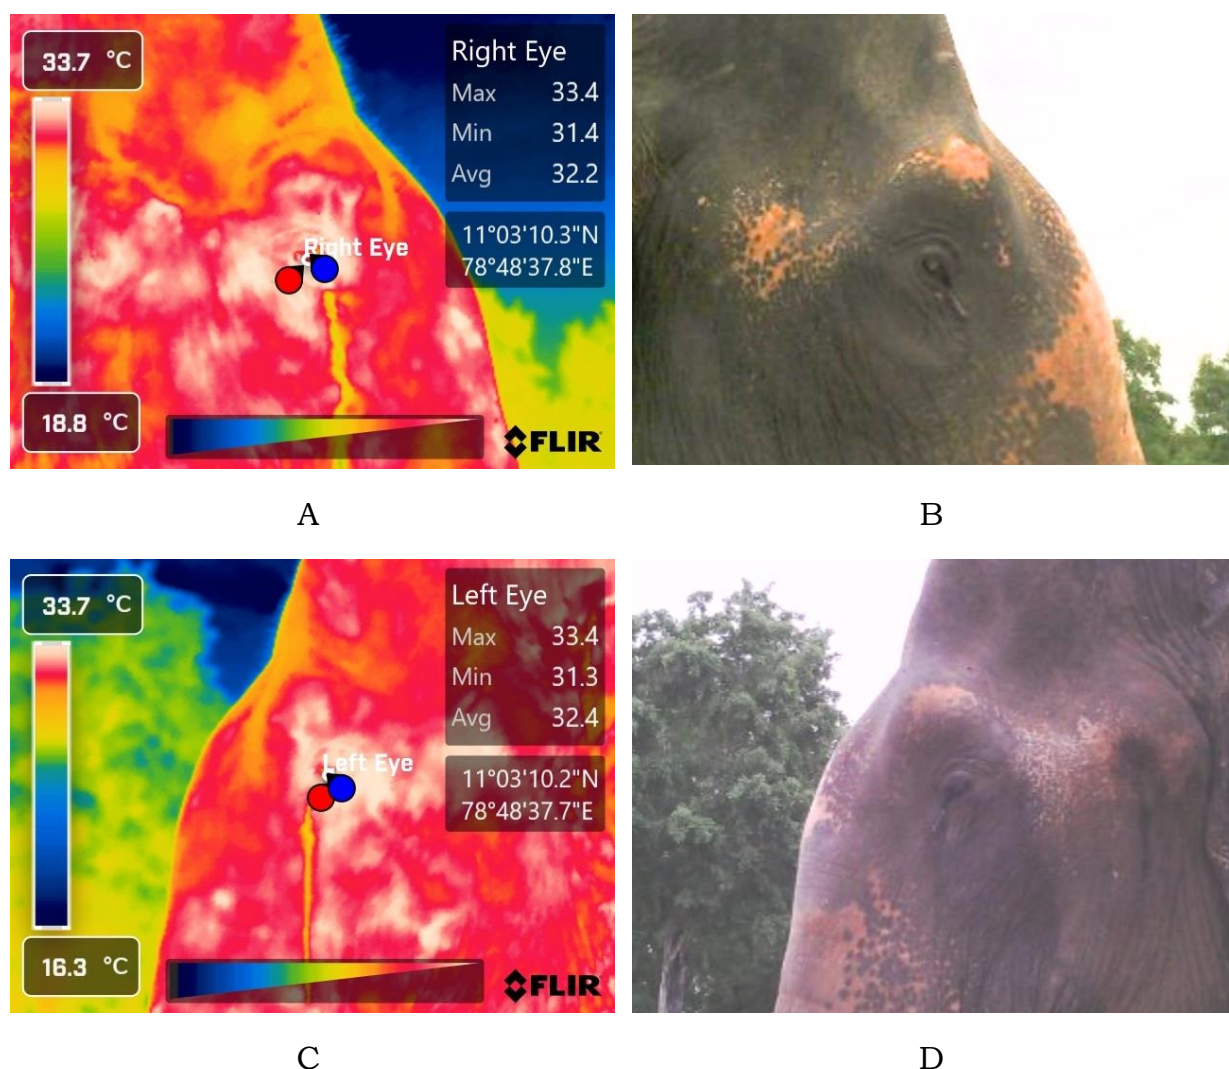 33.7 °C
Right Eye
Max 33.4
Min 31.4
Avg 32.2
11°03'10.3"N
78°48'37.8"E
Right Eye
18.8 °C
FLIR
A
B
33.7 °C
Left Eye
Max 33.4
Min 31.3
Avg 32.4
11°03'10.2"N
78°48'37.7"E
Left Eye
16.3 °C
FLIR
C
D